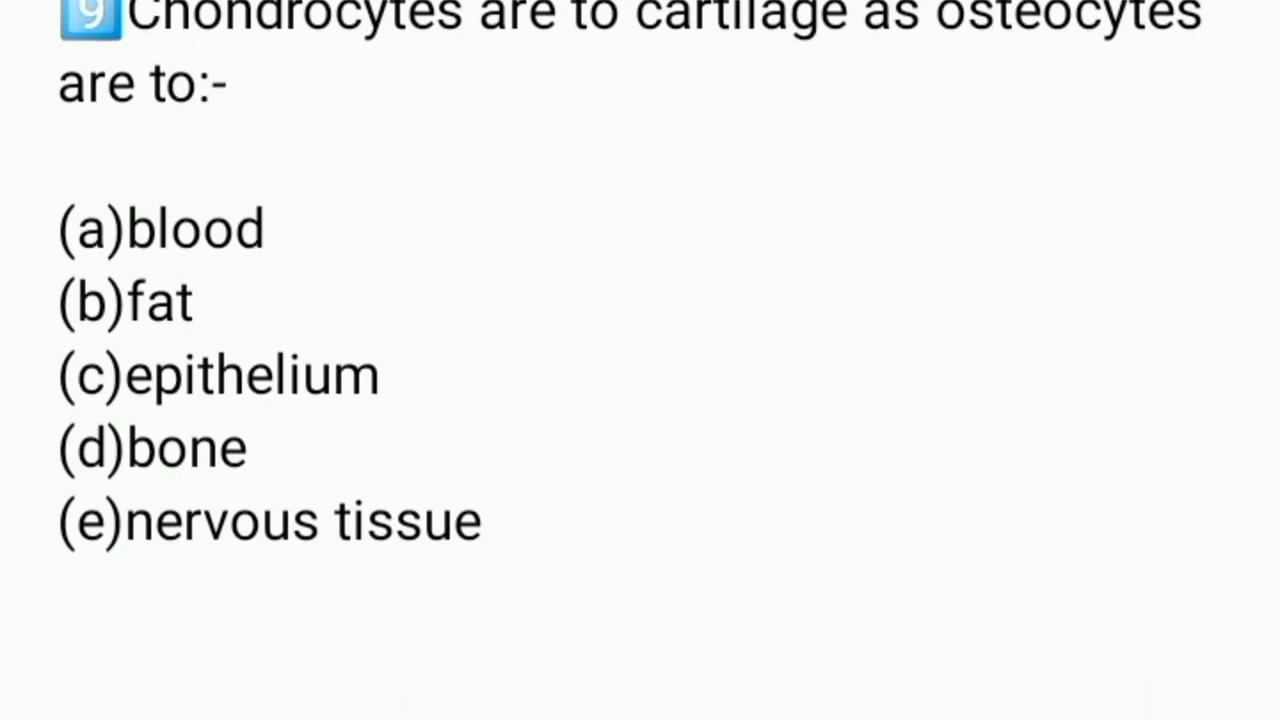 9️⃣Chondrocytes are to cartilage as osteocytes
are to:-
(a)blood
(b)fat
(c)epithelium
(d)bone
(e)nervous tissue